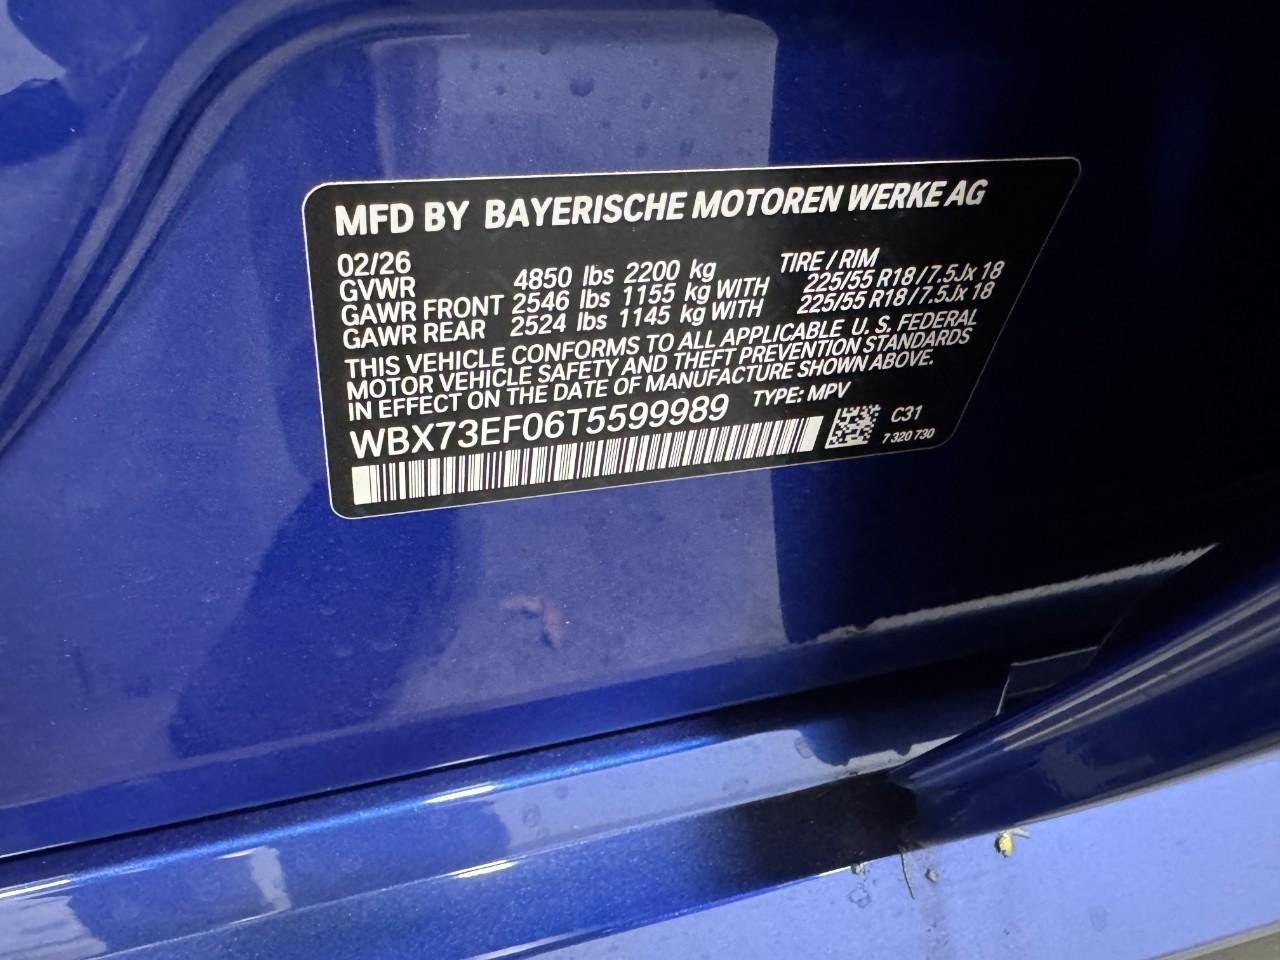 MFD BY BAYERISCHE MOTOREN WERKE AG
02/26 TIRE / RIM
GVWR 4850 lbs 2200 kg
GAWR FRONT 2546 lbs 1155 kg WITH 225/55 R18 / 7.5Jx 18
GAWR REAR 2524 lbs 1145 kg WITH 225/55 R18 / 7.5Jx 18
THIS VEHICLE CONFORMS TO ALL APPLICABLE U. S. FEDERAL
MOTOR VEHICLE SAFETY AND THEFT PREVENTION STANDARDS
IN EFFECT ON THE DATE OF MANUFACTURE SHOWN ABOVE.
WBX73EF06T5599989 TYPE: MPV
C31
7 320 730